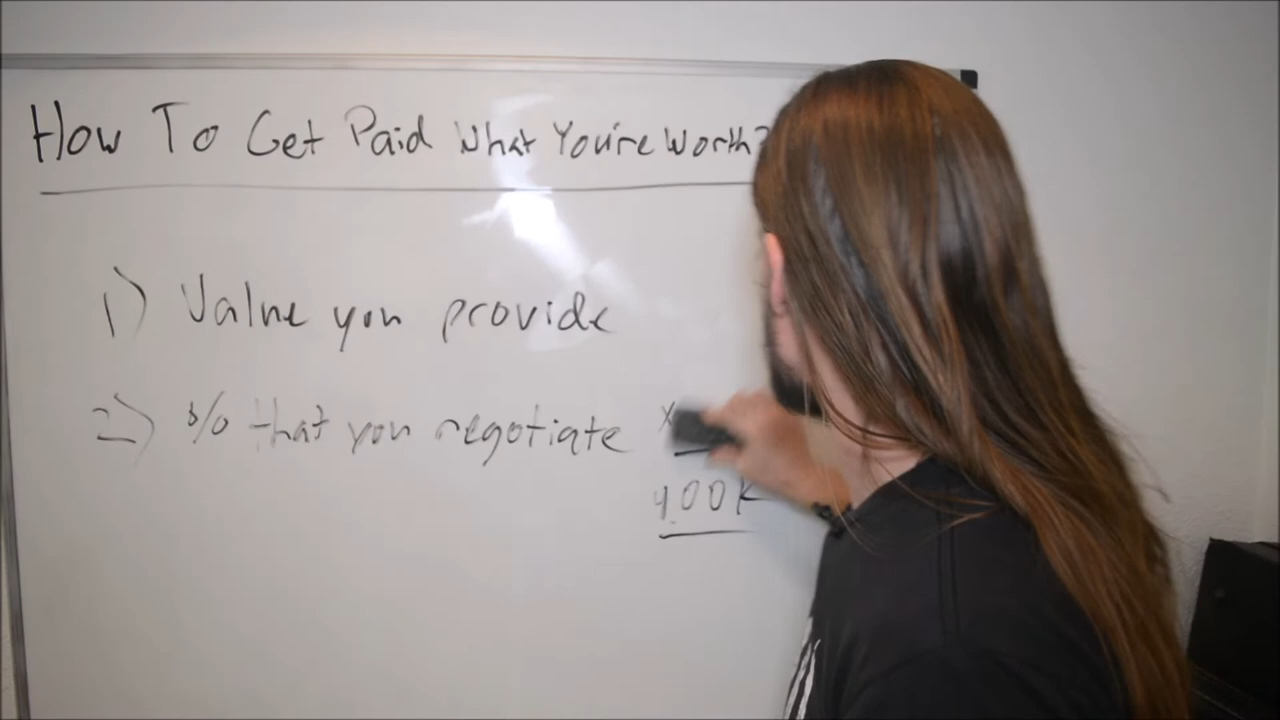 How To Get Paid What You're Worth?
1) Value you provide
2) % that you negotiate x
400K